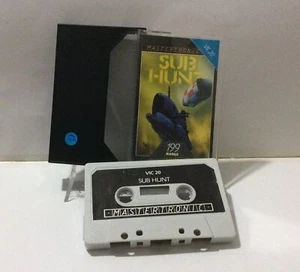 MASTERTRONIC
VIC 20
SUB
HUNT
199
VIC 20
SUB HUNT
MASTERTRONIC